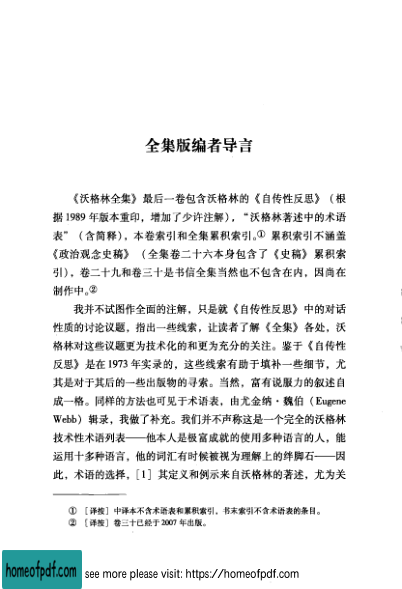 全集版编者导言
《沃格林全集》最后一卷包含沃格林的《自传性反思》（根
据 1989 年版本重印，增加了少许注解），“沃格林著述中的术语
表”（含简释），本卷索引和全集累积索引。① 累积索引不涵盖
《政治观念史稿》（全集卷二十六本身包含了《史稿》累积索
引），卷二十九和卷三十是书信全集当然也不包含在内，因尚在
制作中。②
我并不试图作全面的注解，只是就《自传性反思》中的对话
性质的讨论议题，指出一些线索，让读者了解《全集》各处，沃
格林对这些议题更为技术化的和更为充分的关注。鉴于《自传性
反思》是在 1973 年实录的，这些线索有助于填补一些细节，尤
其是对于其后的一些出版物的寻索。当然，富有说服力的叙述自
成一格。同样的方法也可见于术语表，由尤金纳·魏伯（Eugene
Webb）辑录，我做了补充。我们并不声称这是一个完全的沃格林
技术性术语列表——他本人是极富成就的使用多种语言的人，能
运用十多种语言，他的词汇有时候被视为理解上的绊脚石——因
此，术语的选择，[1] 其定义和例示来自沃格林的著述，尤为关
① [译按] 中译本不含术语表和累积索引，书末索引不含术语表的条目。
② [译按] 卷三十已经于 2007 年出版。
homeofpdf.com
see more please visit: https://homeofpdf.com